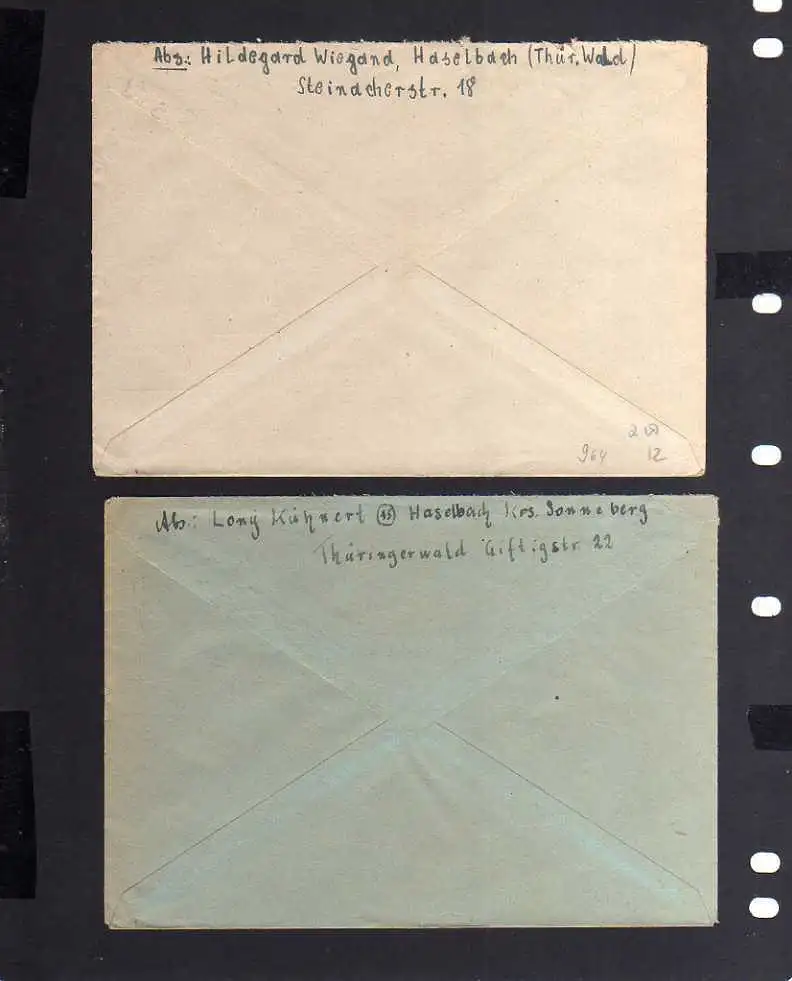 Abs.: Hildegard Wiegand, Haselbach (Thür. Wald)
Steinacherstr. 18
964
12
Abs.: Lony Kühnert (15) Haselbach Krs. Sonneberg
Thüringerwald Giftigstr. 22